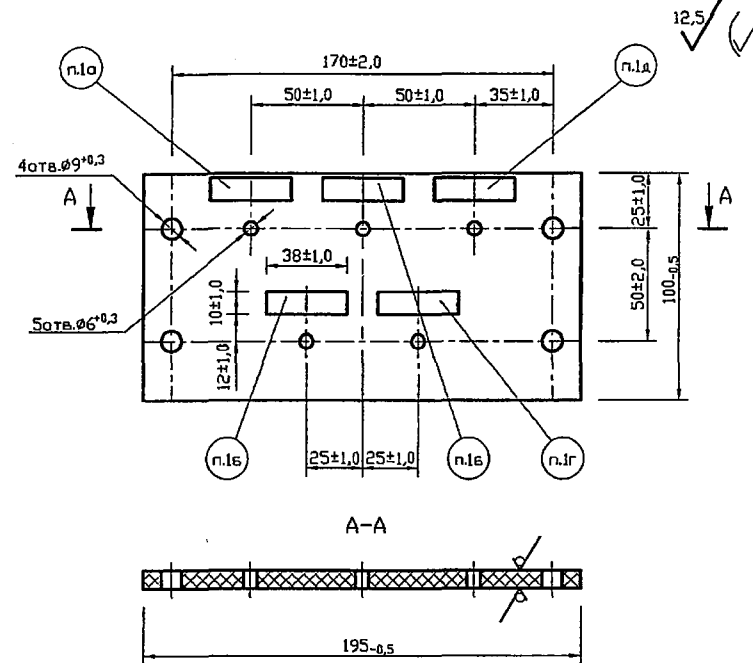 12,5
170±2,0
п.1а
п.1д
50±1,0
50±1,0
35±1,0
4отв.ø9+0,3
А
А
25±1,0
38±1,0
10±1,0
50±2,0
100-0,5
5отв.ø6+0,3
12±1,0
п.1б
25±1,0
25±1,0
п.1в
п.1г
А-А
195-0,5